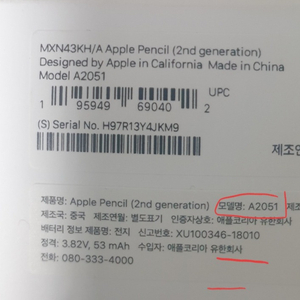 MXN43KH/A Apple Pencil (2nd generation)
Designed by Apple in California Made in China
Model A2051
UPC
1 95949 69040 2
(S) Serial No. H97R13Y4JKM9
제조연
제품명: Apple Pencil (2nd generation) 모델명: A2051 제조
제조국: 중국 제조연월: 별도표기 인증자상호: 애플코리아 유한회사
배터리 정보 제품명: 전지 신고번호: XU100346-18010
정격: 3.82V, 53 mAh 수입자: 애플코리아 유한회사
전화: 080-333-4000